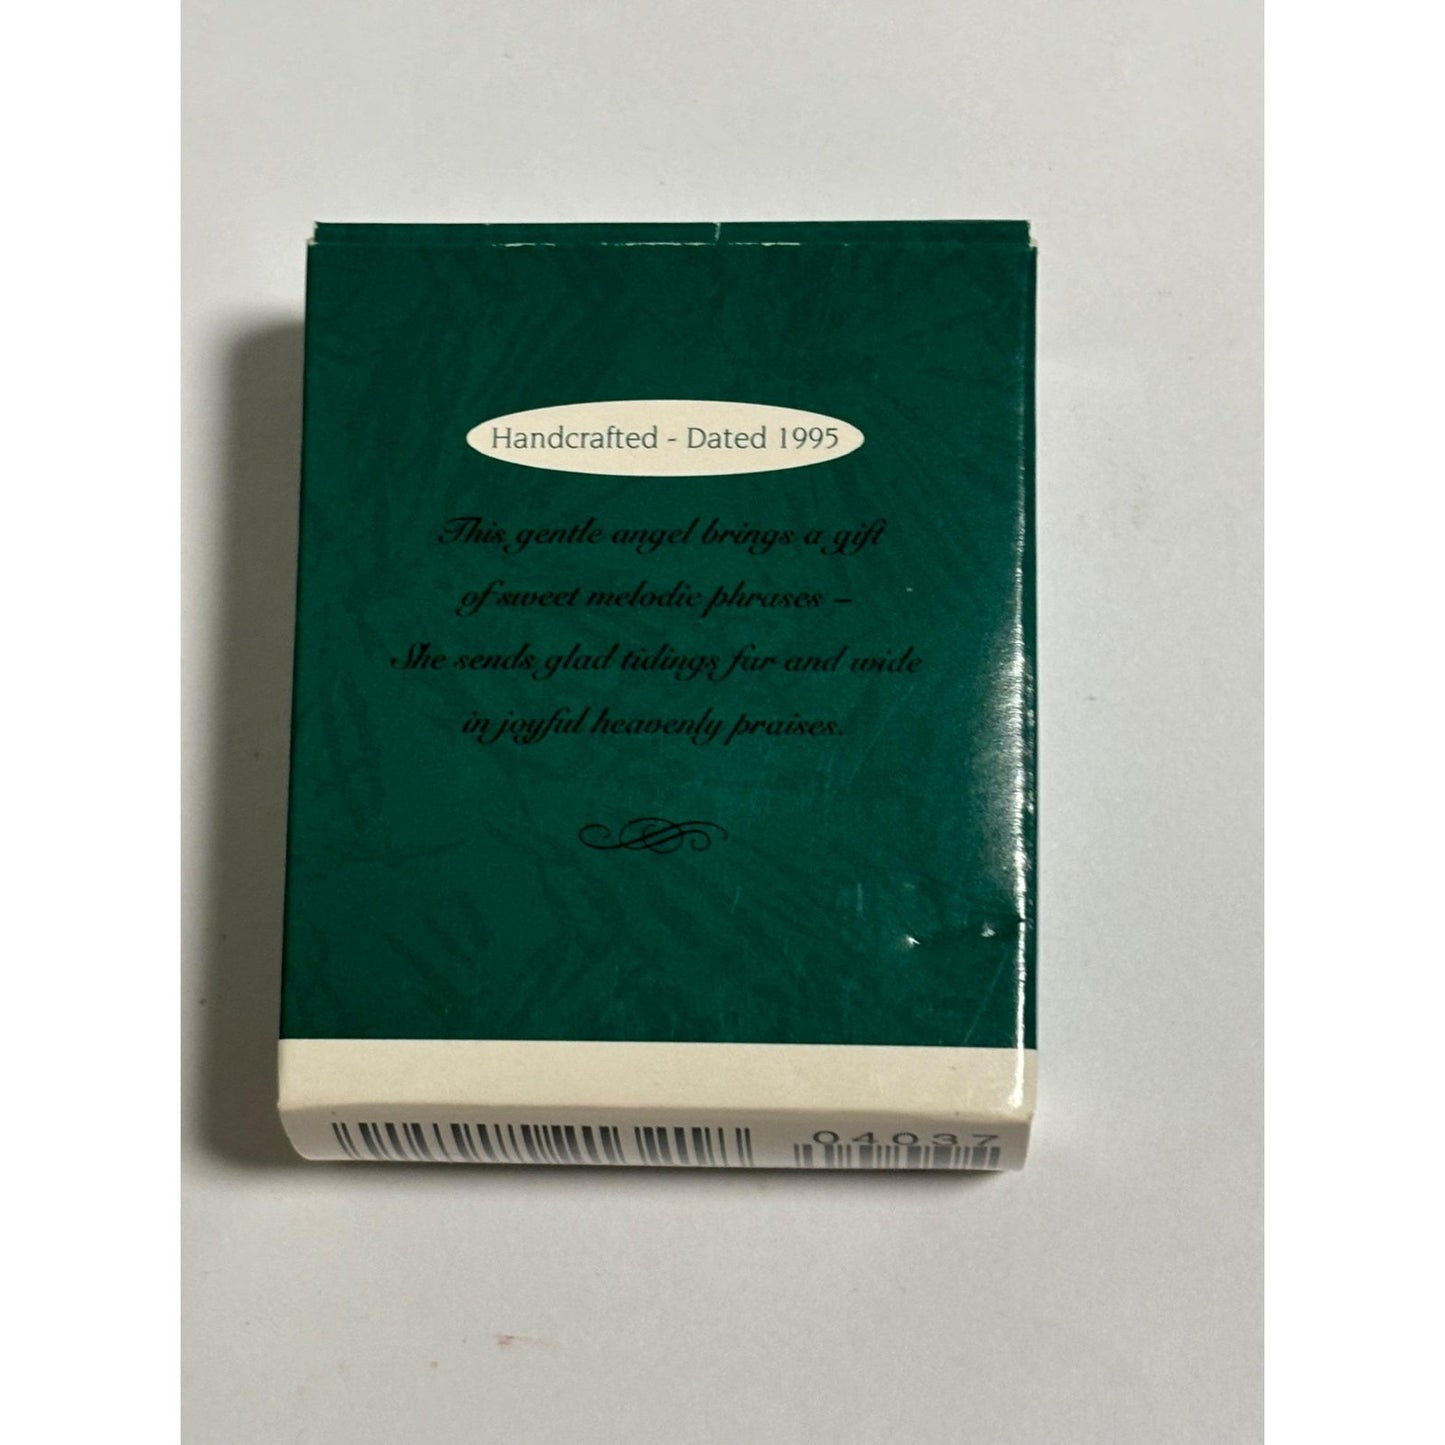 Handcrafted - Dated 1995
This gentle angel brings a gift
of sweet melodic phrases –
She sends glad tidings far and wide
in joyful heavenly praises.
04037